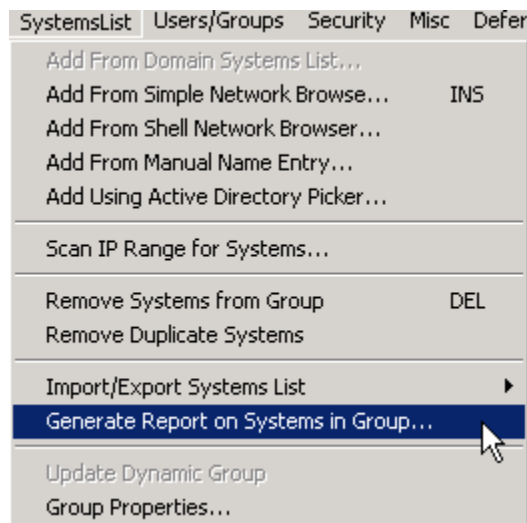 SystemsList Users/Groups Security Misc Defer
Add From Domain Systems List...
Add From Simple Network Browse... INS
Add From Shell Network Browser...
Add From Manual Name Entry...
Add Using Active Directory Picker...
Scan IP Range for Systems...
Remove Systems from Group DEL
Remove Duplicate Systems
Import/Export Systems List
Generate Report on Systems in Group...
Update Dynamic Group
Group Properties...